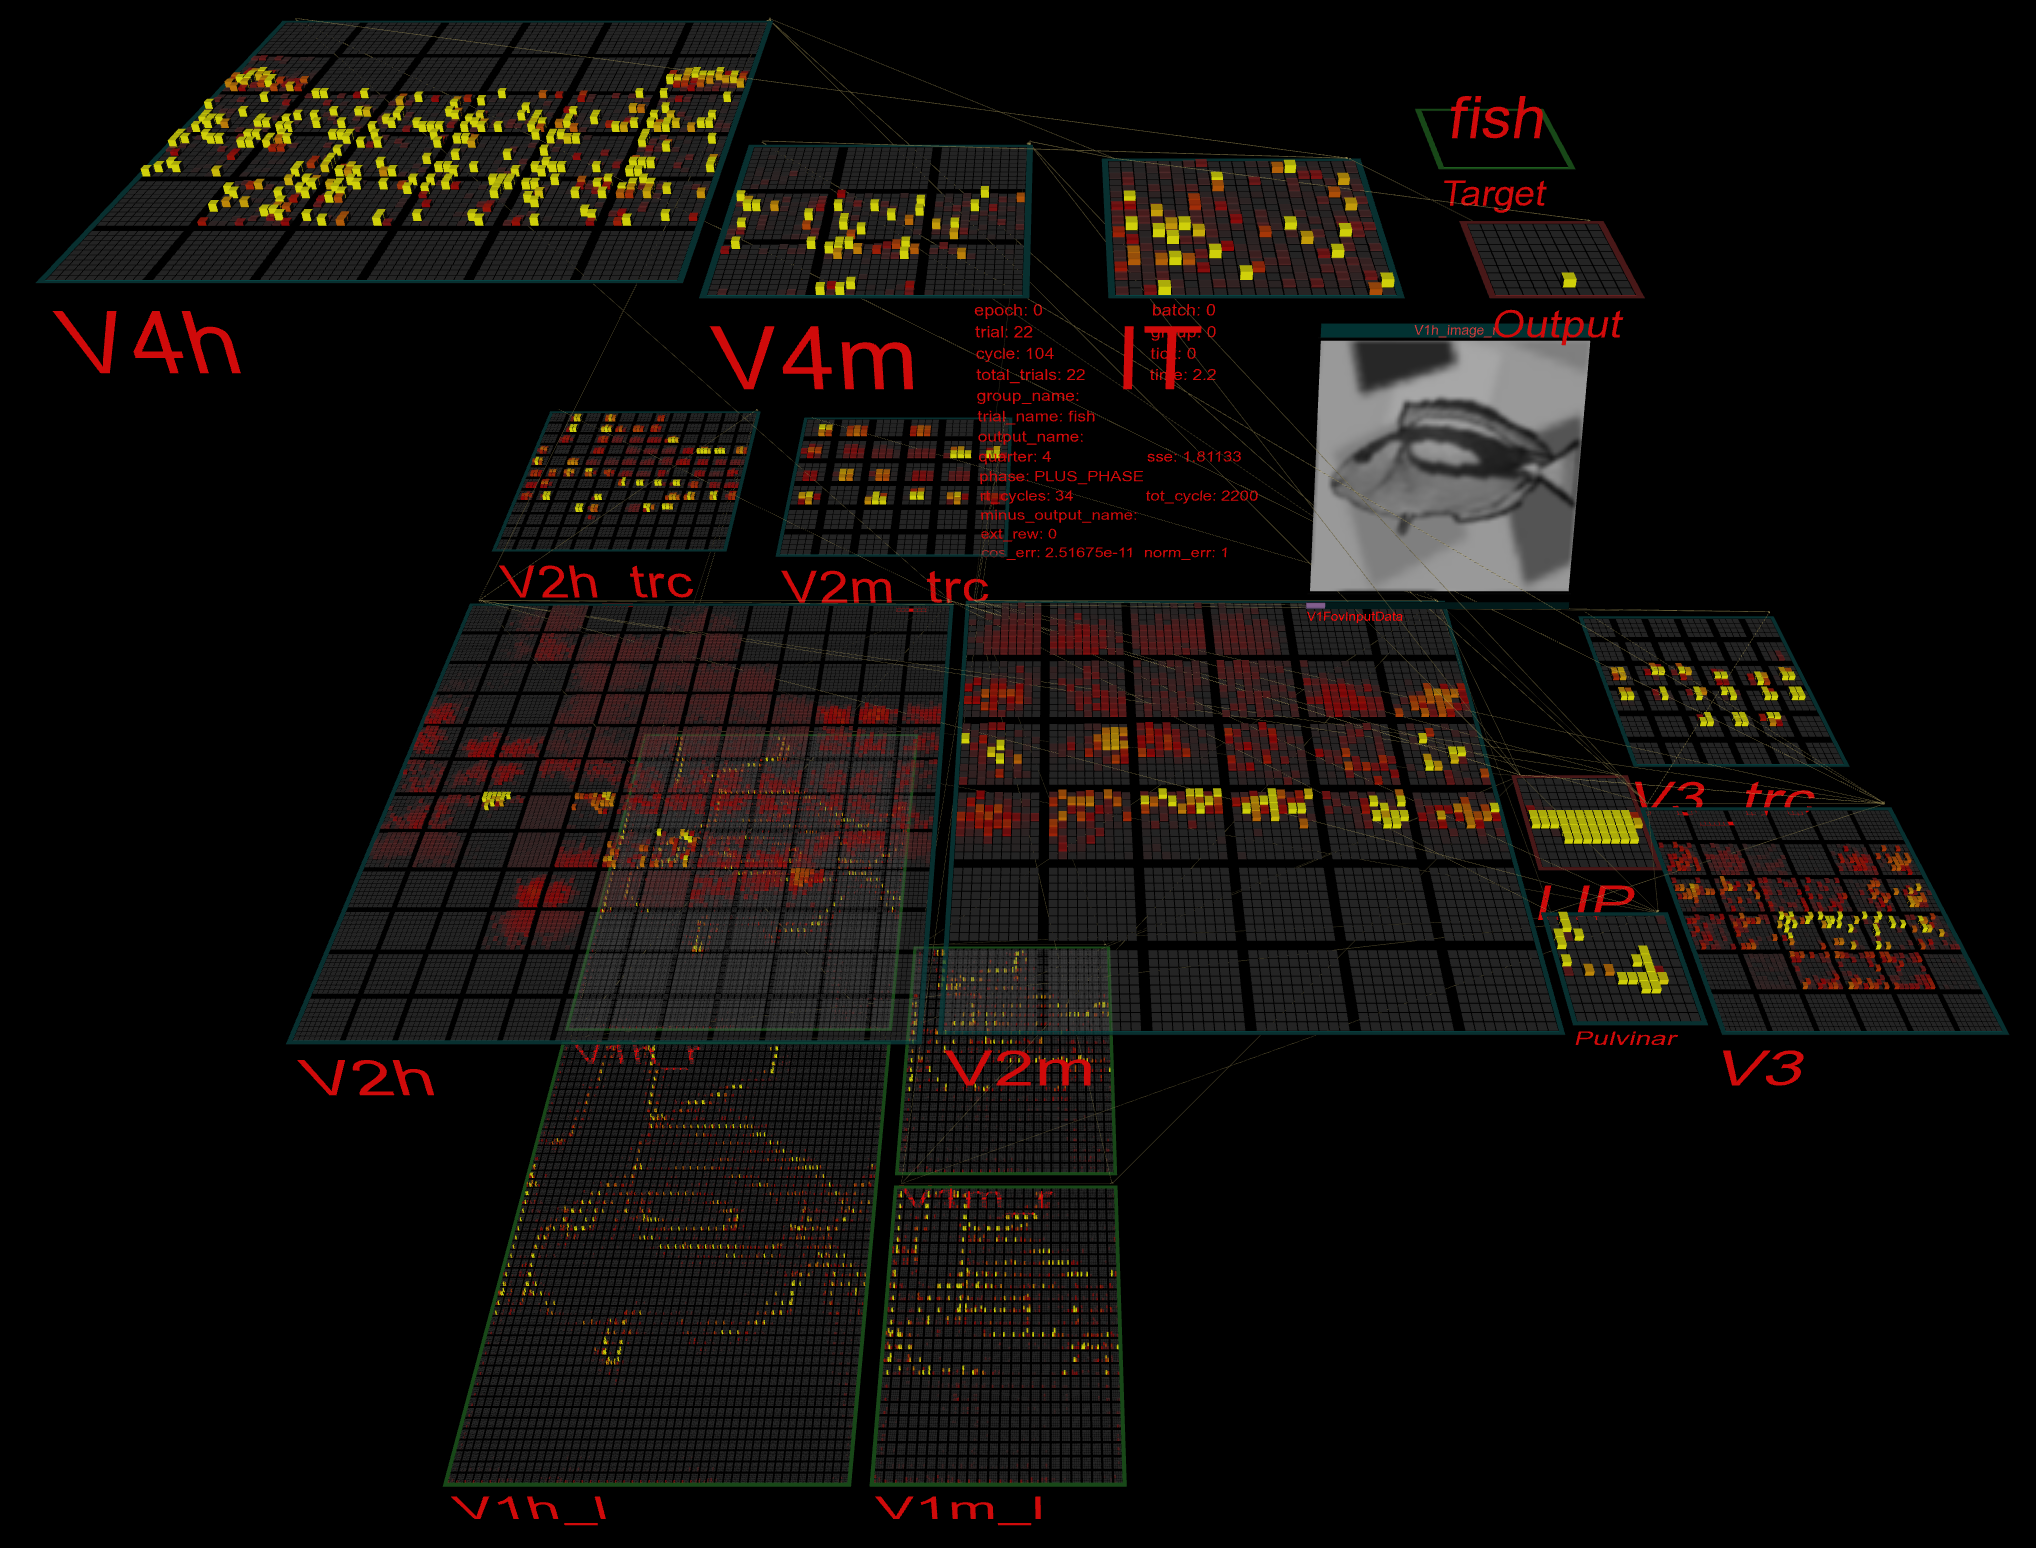 fish
Target
Output
V4h
V4m
IT
epoch: 0 batch: 0
trial: 22 group: 0
cycle: 104 tick: 0
total_trials: 22 time: 2.2
group_name:
trial_name: fish
output_name:
quarter: 4 sse: 1.81133
phase: PLUS_PHASE
rt_cycles: 34 tot_cycle: 2200
minus_output_name:
ext_rew: 0
cos_err: 2.51675e-11 norm_err: 1
V2h_trc
V2m_trc
V1FovInputData
V3_trc
LIP
Pulvinar
V3
V2h
V1h_r
V2m
V1m_r
V1h_l
V1m_l